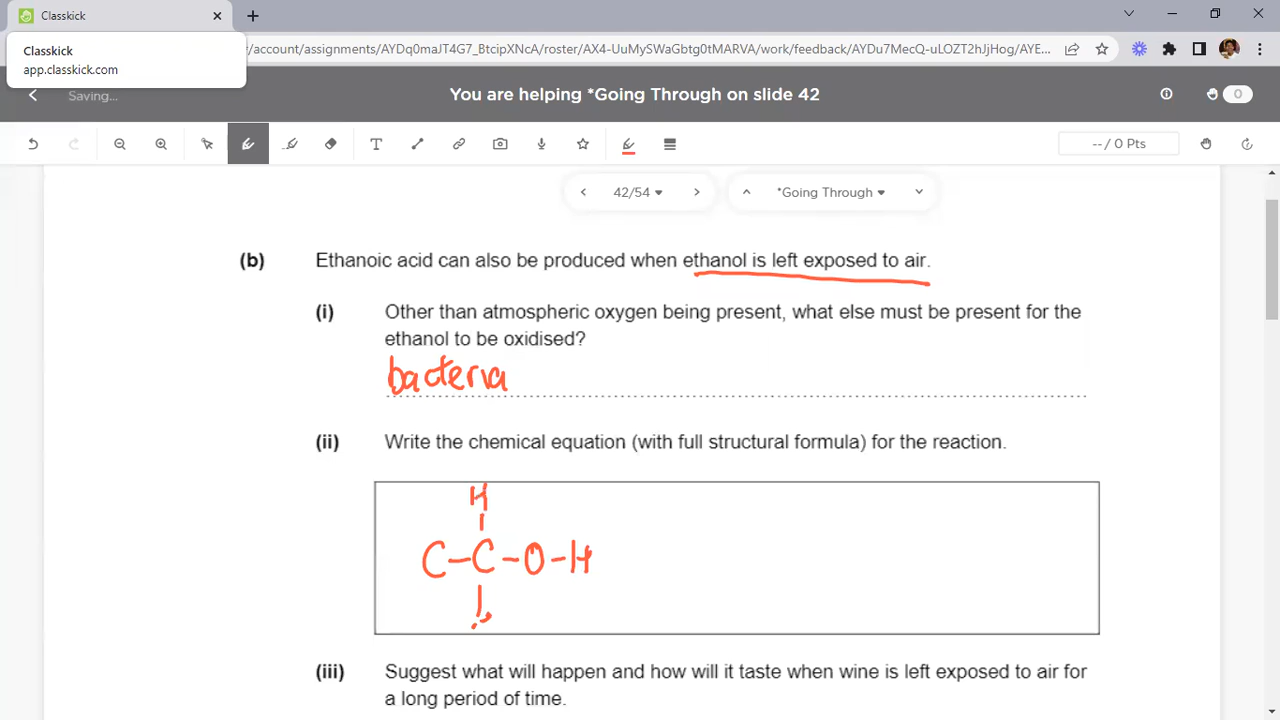 Classkick
Classkick
app.classkick.com
/account/assignments/AYDq0maJT4G7_BtcipXNcA/roster/AX4-UuMySWaGbtg0tMARVA/work/feedback/AYDu7MecQ-uLOZT2hJjHog/AYE...
Saving...
You are helping *Going Through on slide 42
0
T
-- / 0 Pts
42/54
*Going Through
(b) Ethanoic acid can also be produced when ethanol is left exposed to air.
(i) Other than atmospheric oxygen being present, what else must be present for the
ethanol to be oxidised?
bacteria
(ii) Write the chemical equation (with full structural formula) for the reaction.
H
C - C - O - H
(iii) Suggest what will happen and how will it taste when wine is left exposed to air for
a long period of time.